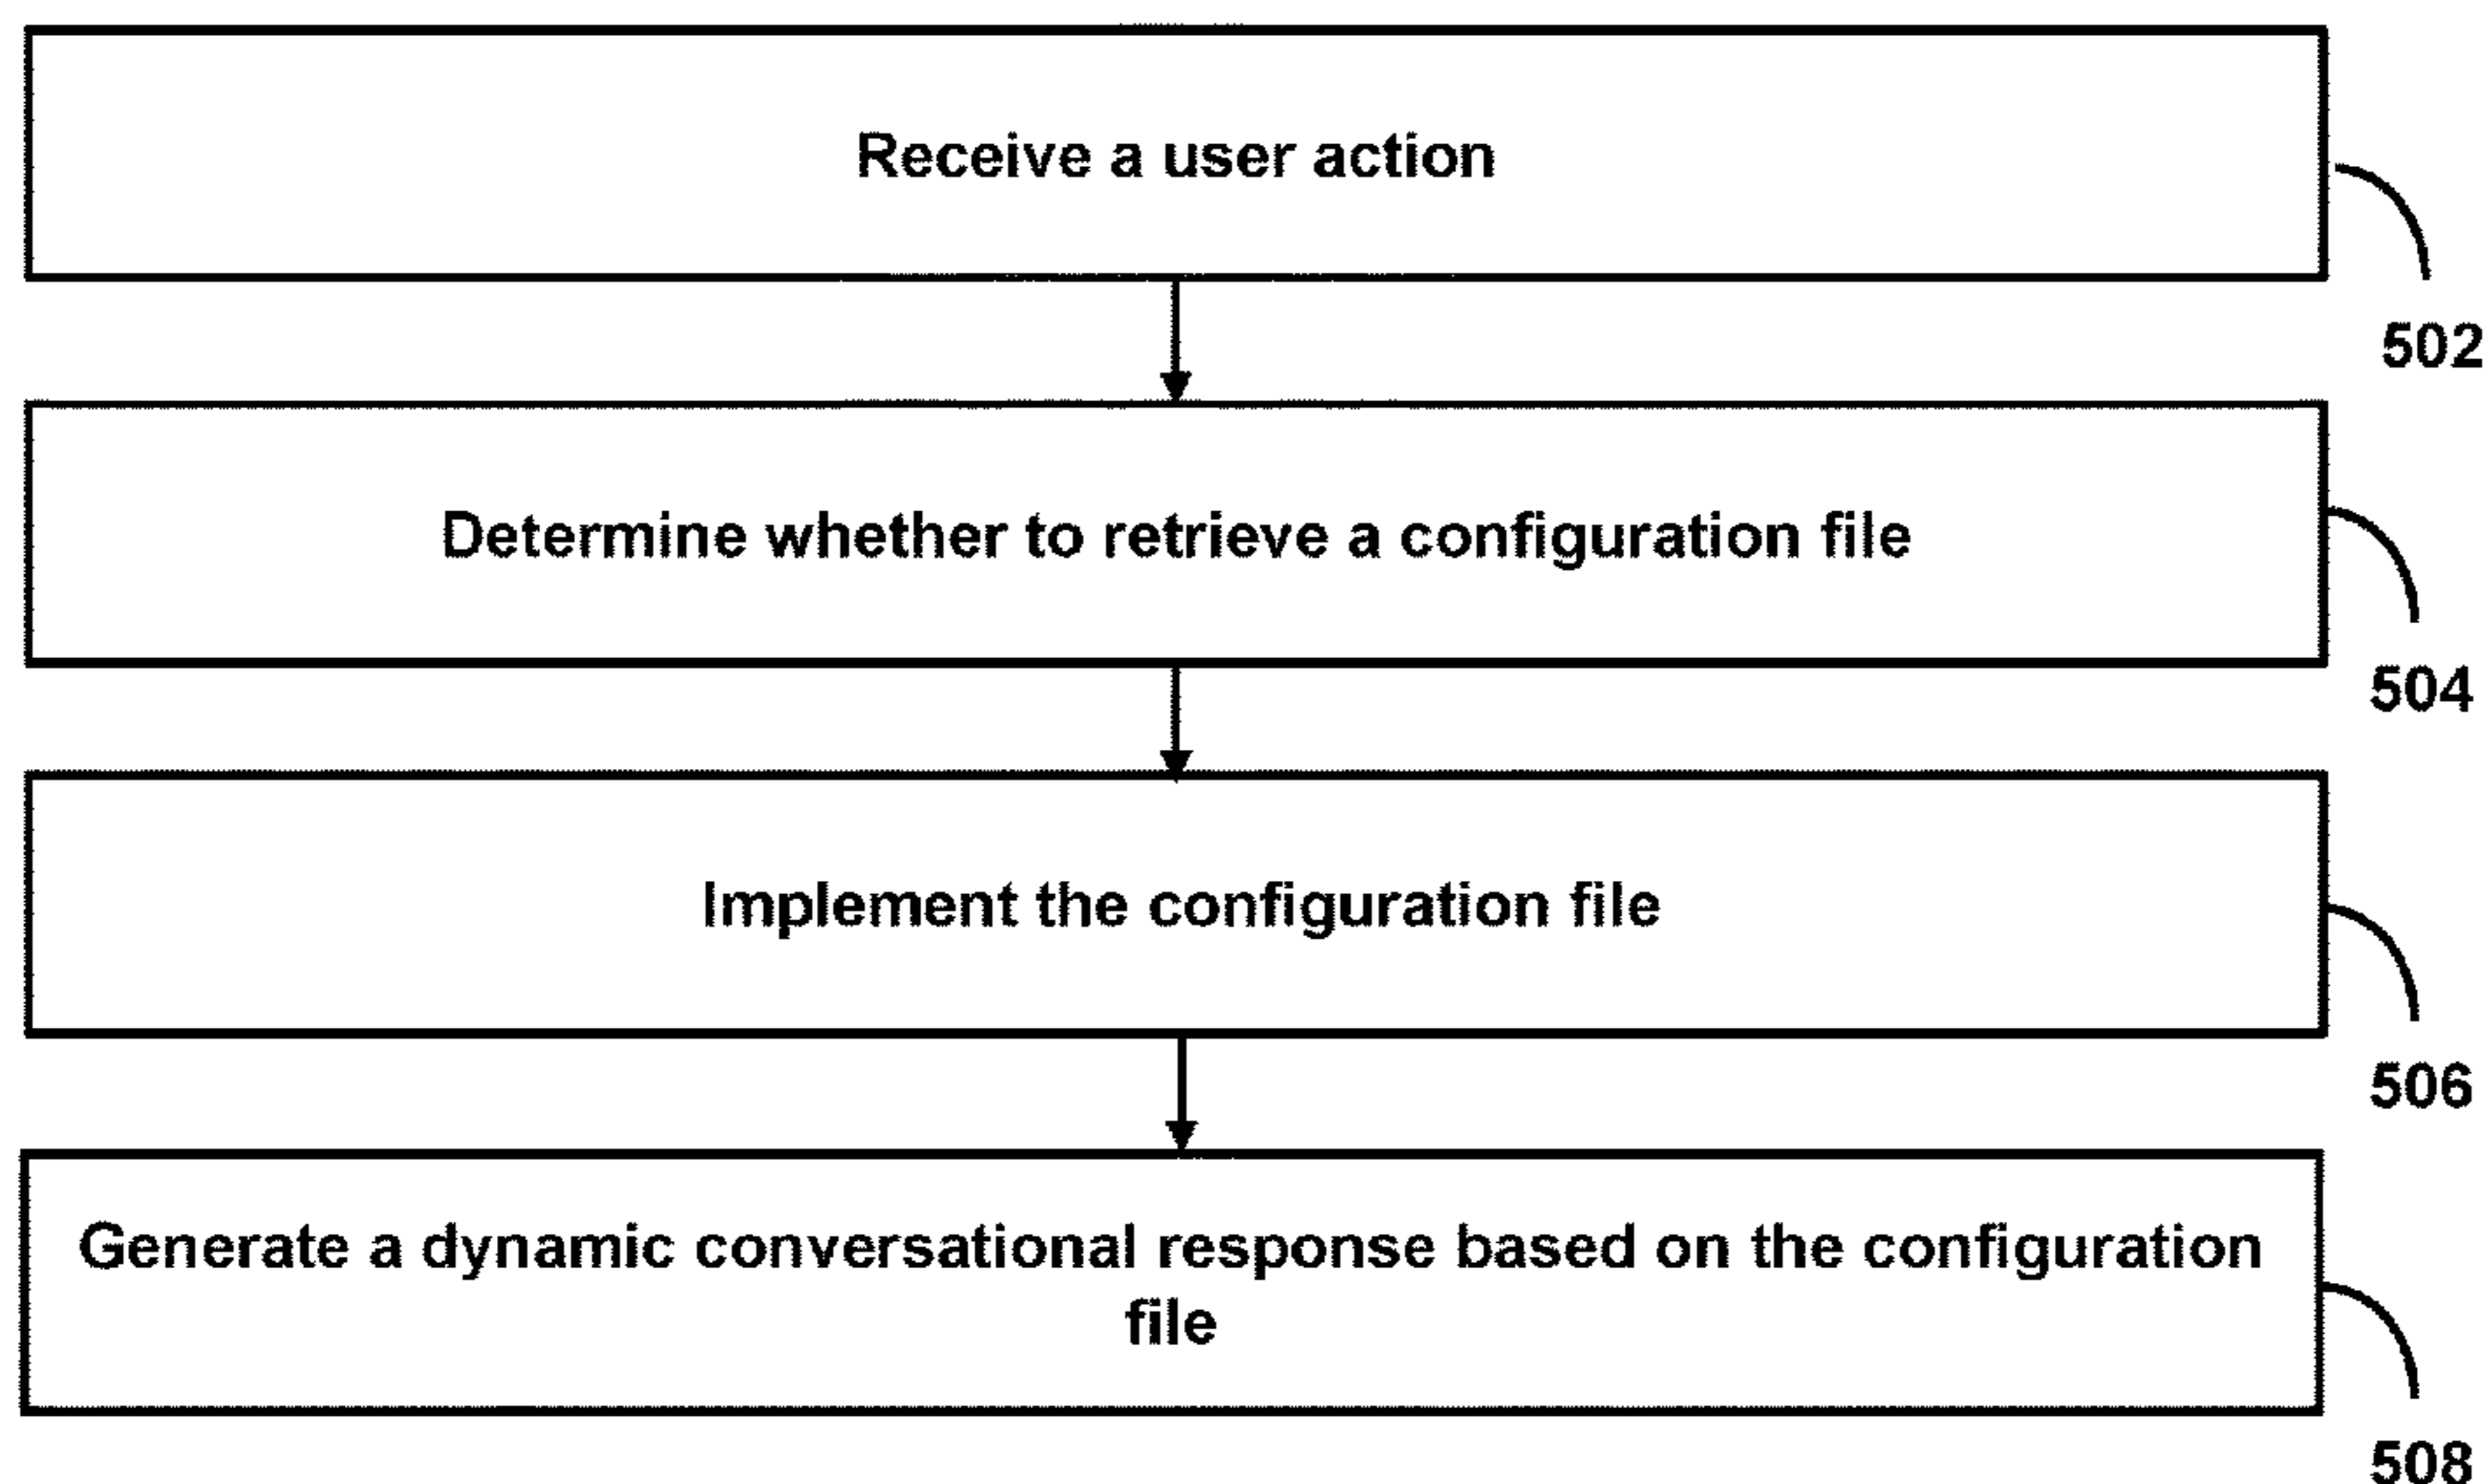 Receive a user action
502
Determine whether to retrieve a configuration file
504
Implement the configuration file
506
Generate a dynamic conversational response based on the configuration
file
508